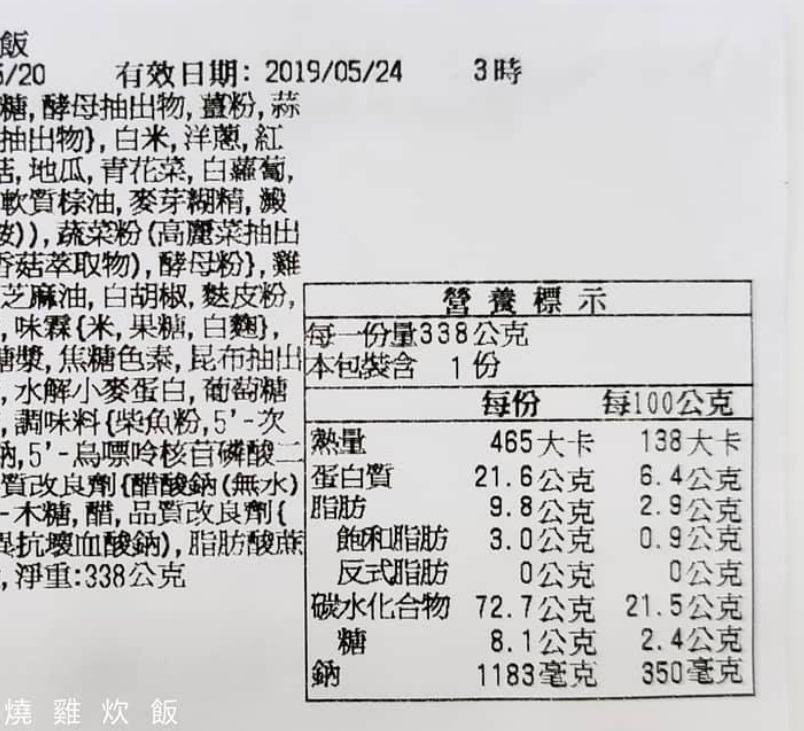 飯
5/20 有效日期: 2019/05/24 3時
糖,酵母抽出物,薑粉,蒜
抽出物},白米,洋蔥,紅
菇,地瓜,青花菜,白蘿蔔,
軟質棕油,麥芽糊精,澱
胺)),蔬菜粉(高麗菜抽出
香菇萃取物),酵母粉},雞
芝麻油,白胡椒,麩皮粉,
,味霖{米,果糖,白麴},
糖漿,焦糖色素,昆布抽出
,水解小麥蛋白,葡萄糖
,調味料{柴魚粉,5'-次
鈉,5'-鳥嘌呤核苷磷酸二
質改良劑{醋酸鈉(無水)
-木糖,醋,品質改良劑{
異抗壞血酸鈉),脂肪酸蔗
,淨重:338公克
營養標示
每一份量338公克
本包裝含 1份
每份 每100公克
熱量 465大卡 138大卡
蛋白質 21.6公克 6.4公克
脂肪 9.8公克 2.9公克
飽和脂肪 3.0公克 0.9公克
反式脂肪 0公克 0公克
碳水化合物 72.7公克 21.5公克
糖 8.1公克 2.4公克
鈉 1183毫克 350毫克
燒雞炊飯